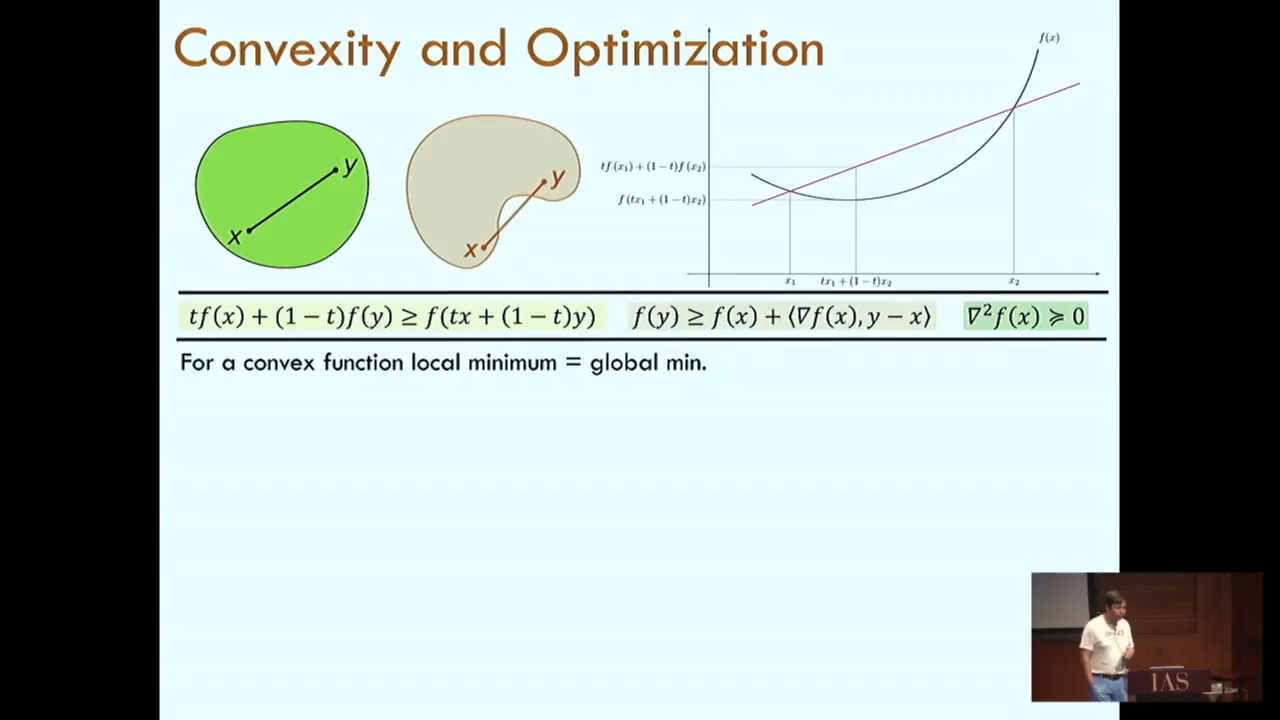 Convexity and Optimization
f(x)
y
x
y
x
tf(x₁) + (1 − t)f(x₂)
f(tx₁ + (1 − t)x₂)
x₁
tx₁ + (1 − t)x₂
x₂
tf(x) + (1 − t)f(y) ≥ f(tx + (1 − t)y)
f(y) ≥ f(x) + ⟨∇f(x), y − x⟩
∇²f(x) ≽ 0
For a convex function local minimum = global min.
IAS